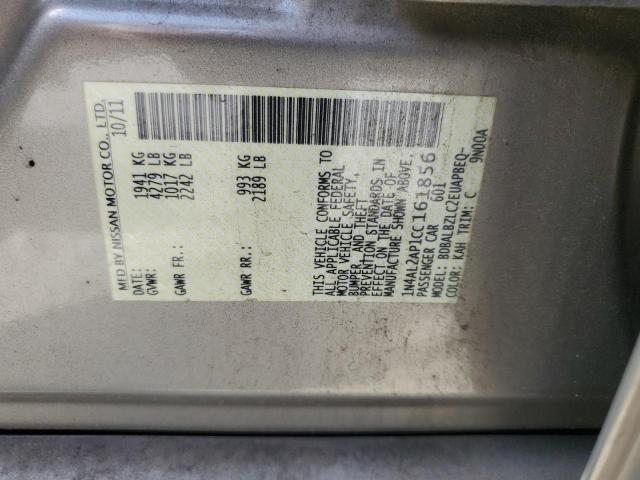 MFD BY NISSAN MOTOR CO., LTD.
DATE: 10/11
GVWR: 1941 KG
4279 LB
GAWR FR: 1017 KG
2242 LB
GAWR RR: 993 KG
2189 LB
THIS VEHICLE CONFORMS TO
ALL APPLICABLE FEDERAL
MOTOR VEHICLE SAFETY,
BUMPER, AND THEFT
PREVENTION STANDARDS IN
EFFECT ON THE DATE OF
MANUFACTURE SHOWN ABOVE.
1N4AL2AP1CC161856
PASSENGER CAR 601
MODEL: BDBALBZLC2EUAPBEQ-
COLOR: KAH TRIM: C 9N00A